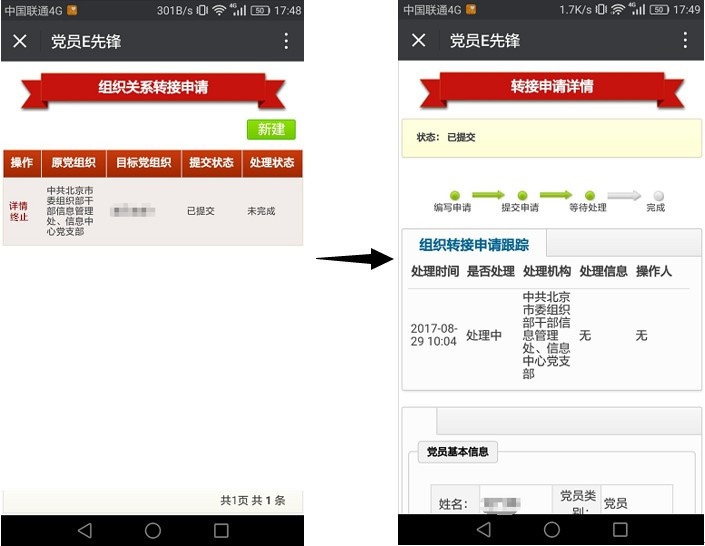 中国联通4G 301B/s 4G 50 17:48
党员E先锋
组织关系转接申请
新建
操作 原党组织 目标党组织 提交状态 处理状态
详情
终止
中共北京市
委组织部干
部信息管理
处、信息中
心党支部
已提交 未完成
共1页 共 1 条
中国联通4G 1.7K/s 4G 50 17:49
党员E先锋
转接申请详情
状态: 已提交
编写申请 提交申请 等待处理 完成
组织转接申请跟踪
处理时间 是否处理 处理机构 处理信息 操作人
2017-08-
29 10:04
处理中
中共北京
市委组织
部干部信
息管理
处、信息
中心党支
部
无 无
党员基本信息
姓名:
党员类
别:
党员